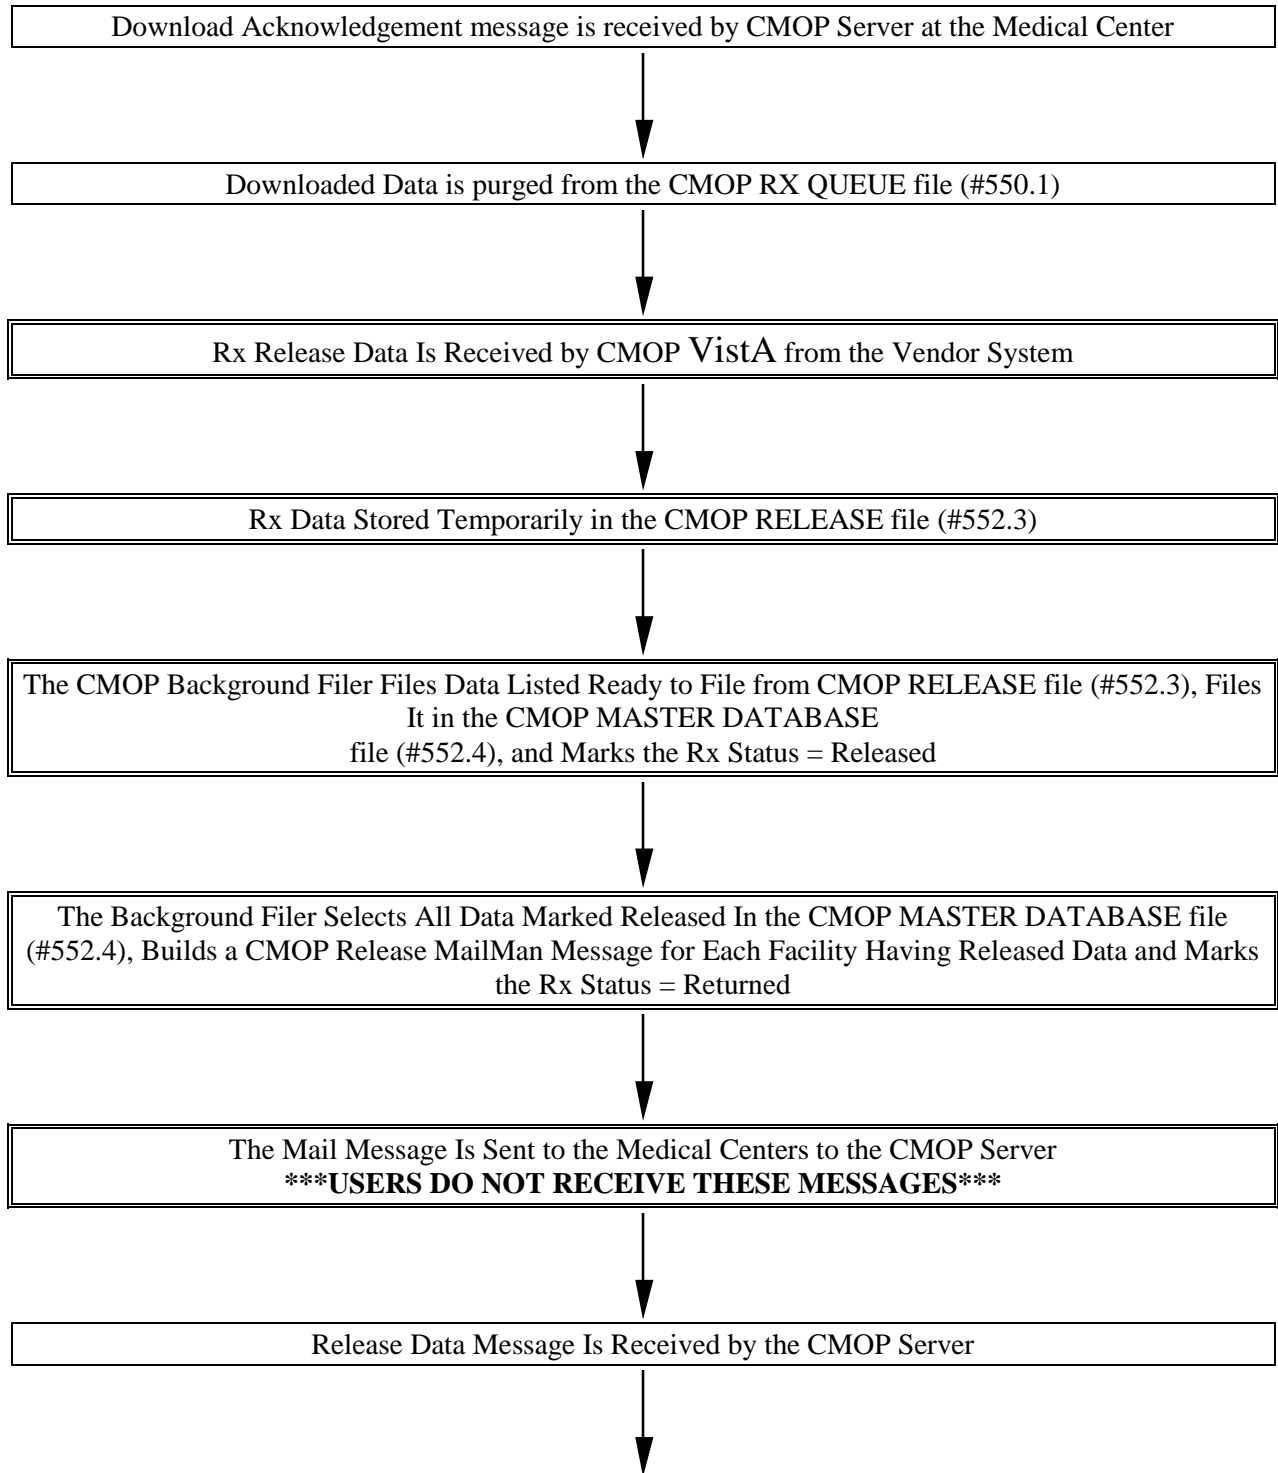 Download Acknowledgement message is received by CMOP Server at the Medical Center
Downloaded Data is purged from the CMOP RX QUEUE file (#550.1)
Rx Release Data Is Received by CMOP VistA from the Vendor System
Rx Data Stored Temporarily in the CMOP RELEASE file (#552.3)
The CMOP Background Filer Files Data Listed Ready to File from CMOP RELEASE file (#552.3), Files
It in the CMOP MASTER DATABASE
file (#552.4), and Marks the Rx Status = Released
The Background Filer Selects All Data Marked Released In the CMOP MASTER DATABASE file
(#552.4), Builds a CMOP Release MailMan Message for Each Facility Having Released Data and Marks
the Rx Status = Returned
The Mail Message Is Sent to the Medical Centers to the CMOP Server
***USERS DO NOT RECEIVE THESE MESSAGES***
Release Data Message Is Received by the CMOP Server